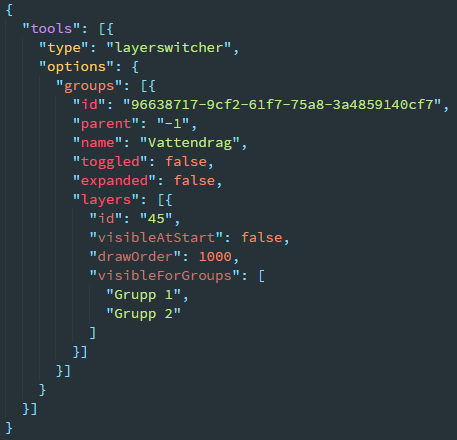 {
  "tools": [{
    "type": "layerswitcher",
    "options": {
      "groups": [{
        "id": "96638717-9cf2-61f7-75a8-3a4859140cf7",
        "parent": "-1",
        "name": "Vattendrag",
        "toggled": false,
        "expanded": false,
        "layers": [{
          "id": "45",
          "visibleAtStart": false,
          "drawOrder": 1000,
          "visibleForGroups": [
            "Grupp 1",
            "Grupp 2"
          ]
        }]
      }]
    }
  }]
}